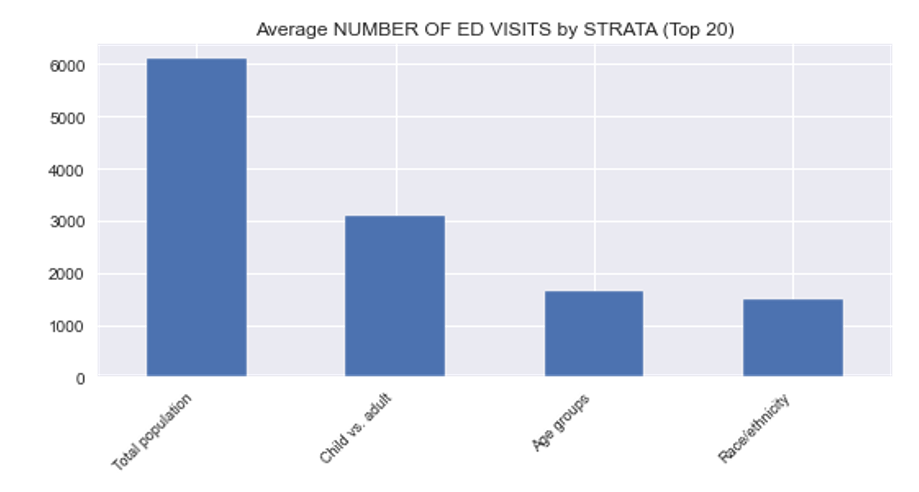 Average NUMBER OF ED VISITS by STRATA (Top 20)
6000
5000
4000
3000
2000
1000
0
Total population
Child vs. adult
Age groups
Race/ethnicity